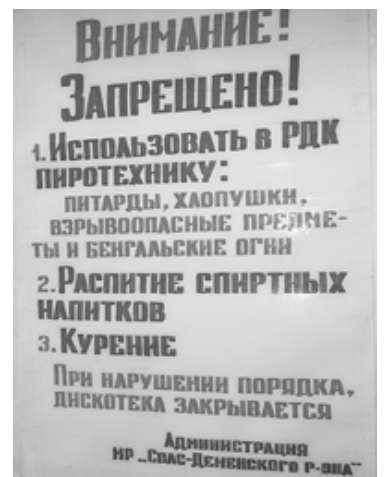 Внимание!
Запрещено!
1. Использовать в РДК
пиротехнику:
питарды, хлопушки,
взрывоопасные предме-
ты и бенгальские огни
2. Распитие спиртных
напитков
3. Курение
При нарушении порядка,
дискотека закрывается
Администрация
МР „Спас-Деменского р-она"